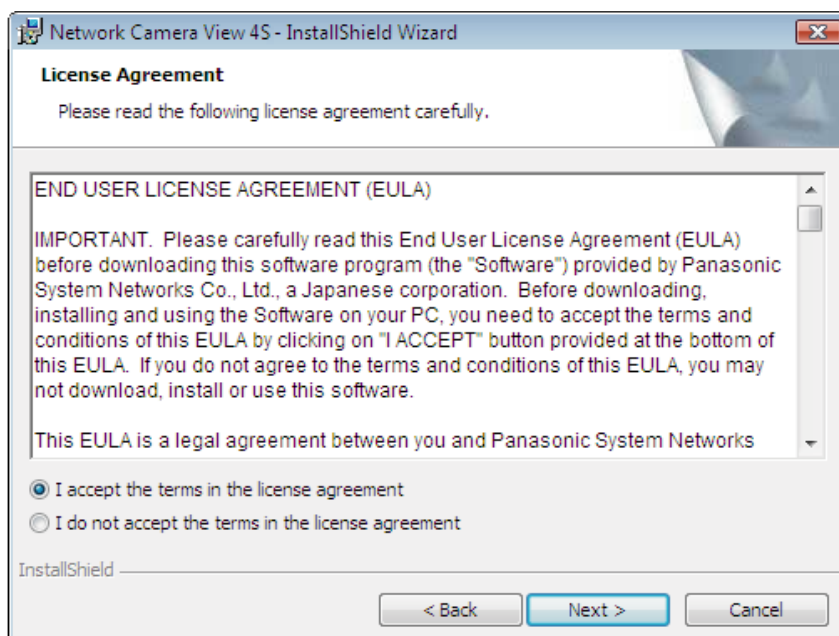 Network Camera View 4S - InstallShield Wizard
License Agreement
Please read the following license agreement carefully.
END USER LICENSE AGREEMENT (EULA)
IMPORTANT.  Please carefully read this End User License Agreement (EULA)
before downloading this software program (the "Software") provided by Panasonic
System Networks Co., Ltd., a Japanese corporation.  Before downloading,
installing and using the Software on your PC, you need to accept the terms and
conditions of this EULA by clicking on "I ACCEPT" button provided at the bottom of
this EULA.  If you do not agree to the terms and conditions of this EULA, you may
not download, install or use this software.
This EULA is a legal agreement between you and Panasonic System Networks
I accept the terms in the license agreement
I do not accept the terms in the license agreement
InstallShield
< Back
Next >
Cancel